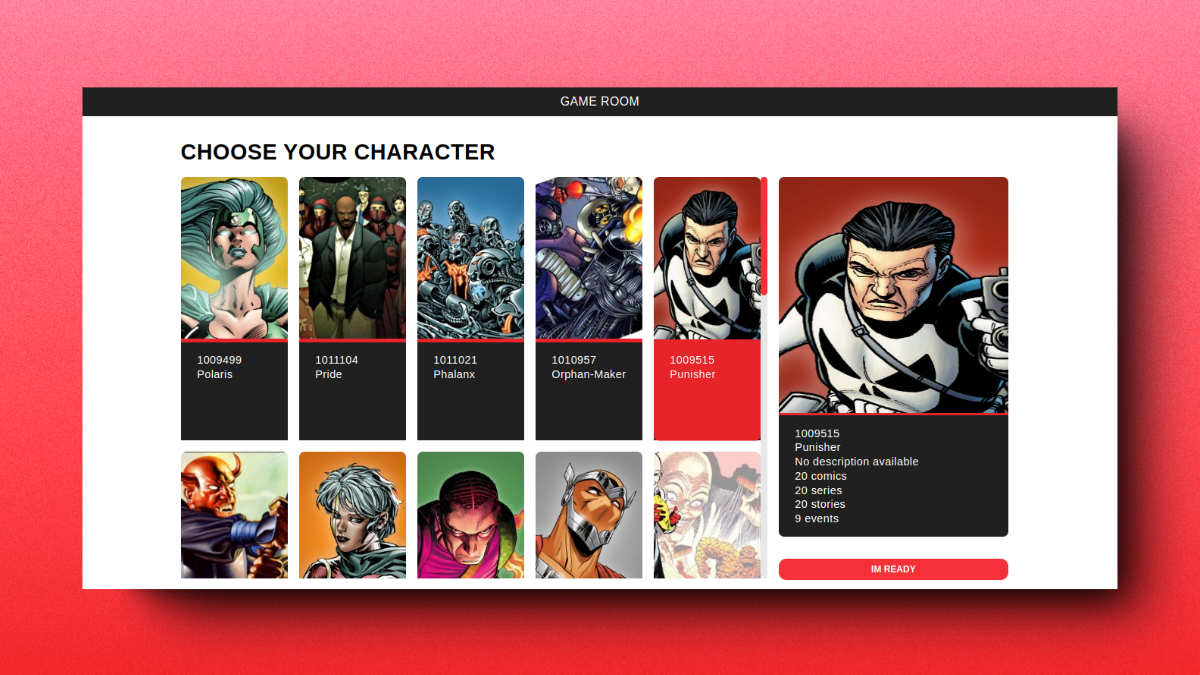 GAME ROOM
CHOOSE YOUR CHARACTER
1009499
Polaris
1011104
Pride
1011021
Phalanx
1010957
Orphan-Maker
1009515
Punisher
1009515
Punisher
No description available
20 comics
20 series
20 stories
9 events
IM READY